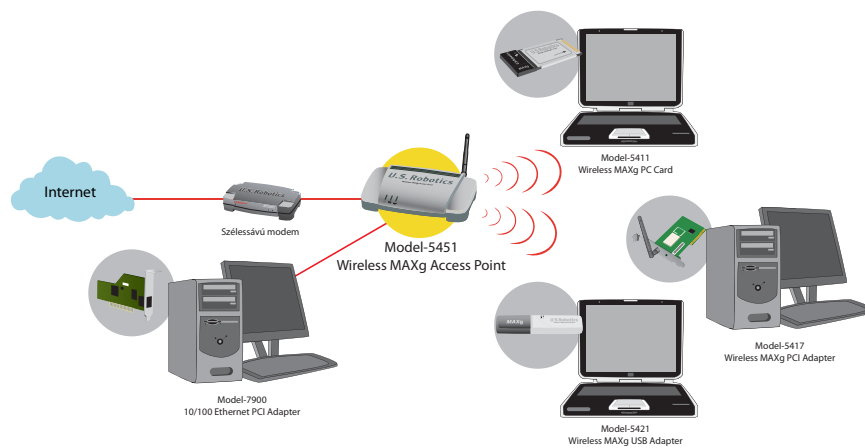 Model-5411
Wireless MAXg PC Card
Internet
U.S. Robotics
Szélessávú modem
Model-5451
Wireless MAXg Access Point
MAXg
U.S. Robotics
Model-5417
Wireless MAXg PCI Adapter
Model-7900
10/100 Ethernet PCI Adapter
Model-5421
Wireless MAXg USB Adapter